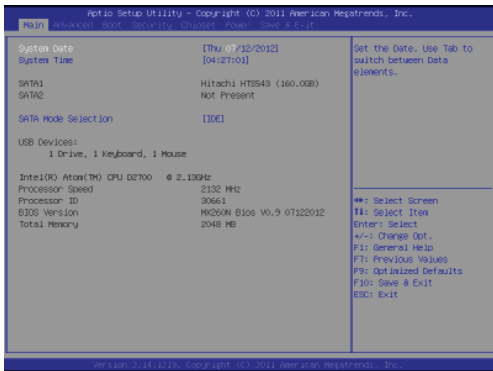 Aptio Setup Utility - Copyright (C) 2011 American Megatrends, Inc.
Main Advanced Boot Security Chipset Power Save & Exit
System Date [Thu 07/12/2012]
System Time [04:27:01]
SATA1 Hitachi HTS543 (160.0GB)
SATA2 Not Present
SATA Mode Selection [IDE]
USB Devices:
1 Drive, 1 Keyboard, 1 Mouse
Intel(R) Atom(TM) CPU D2700 @ 2.13GHz
Processor Speed 2132 MHz
Processor ID 30661
BIOS Version MX260N Bios V0.9 07122012
Total Memory 2048 MB
Set the Date. Use Tab to
switch between Data
elements.
→←: Select Screen
↑↓: Select Item
Enter: Select
+/-: Change Opt.
F1: General Help
F7: Previous Values
F9: Optimized Defaults
F10: Save & Exit
ESC: Exit
Version 2.14.1219. Copyright (C) 2011 American Megatrends, Inc.